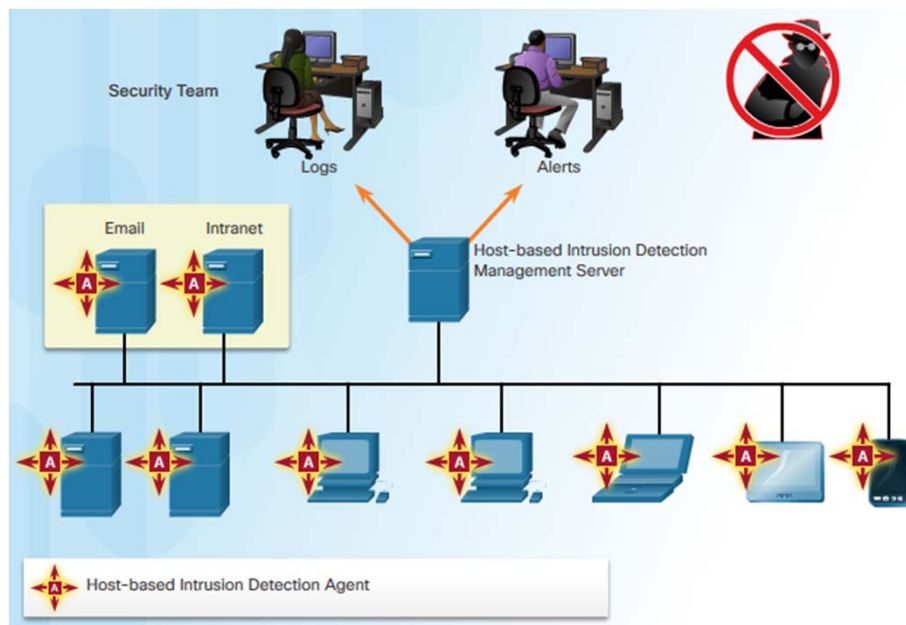 Security Team
Logs
Alerts
Email
Intranet
Host-based Intrusion Detection
Management Server
A
A
A
A
A
A
A
A
A
A
Host-based Intrusion Detection Agent